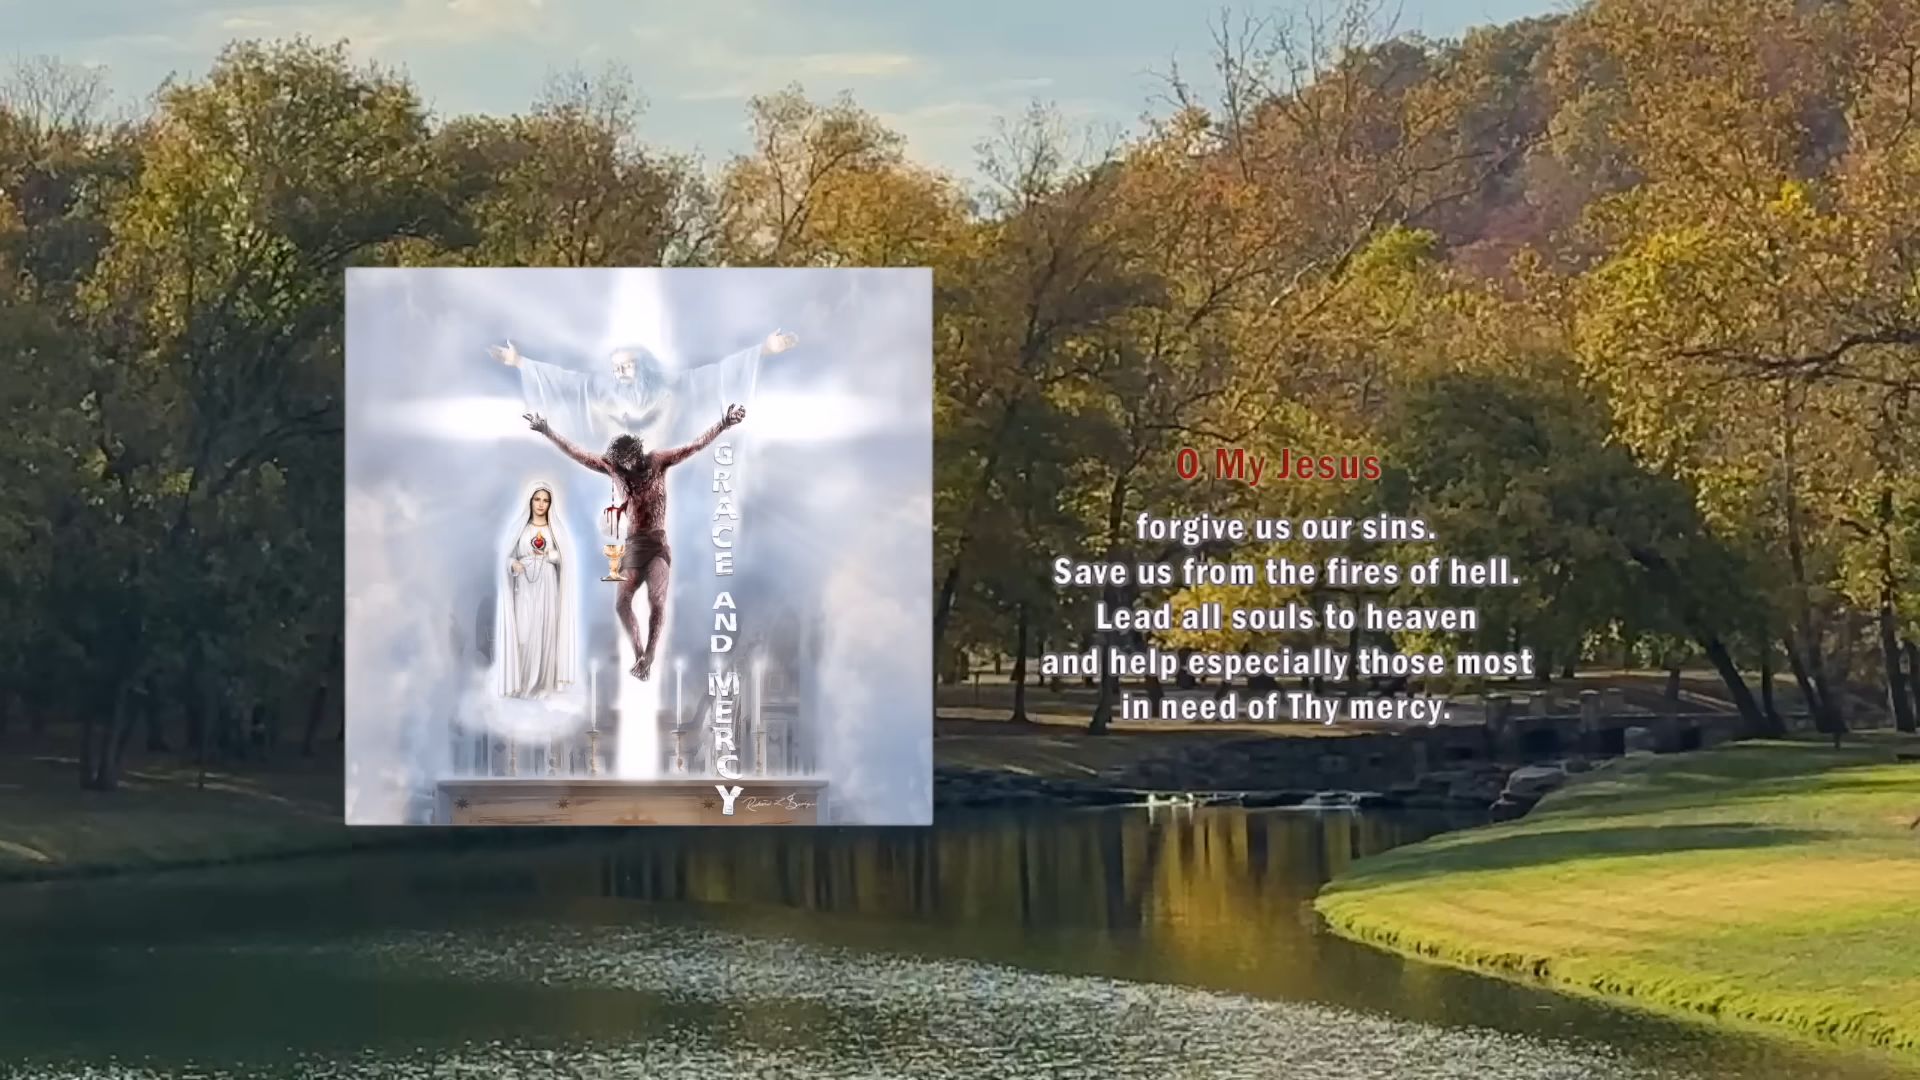 GRACE AND MERCY
O My Jesus
forgive us our sins.
Save us from the fires of hell.
Lead all souls to heaven
and help especially those most
in need of Thy mercy.